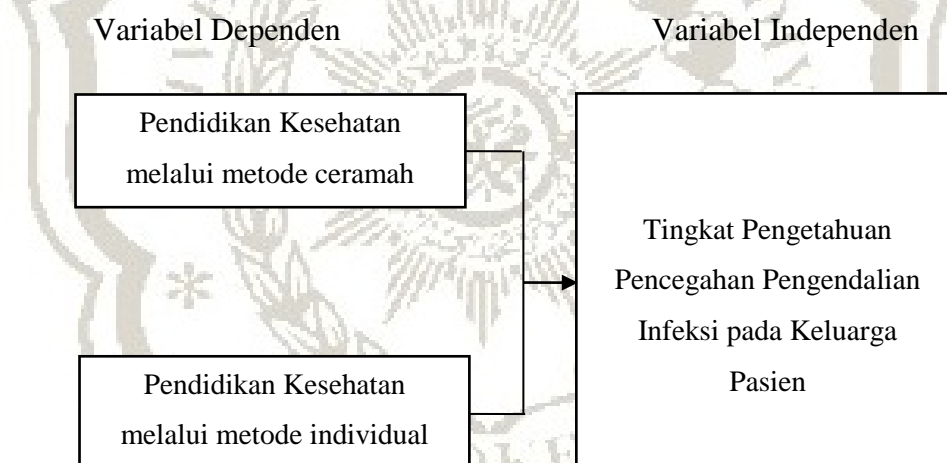 Variabel Dependen
Variabel Independen
Pendidikan Kesehatan
melalui metode ceramah
Tingkat Pengetahuan
Pencegahan Pengendalian
Infeksi pada Keluarga
Pasien
Pendidikan Kesehatan
melalui metode individual